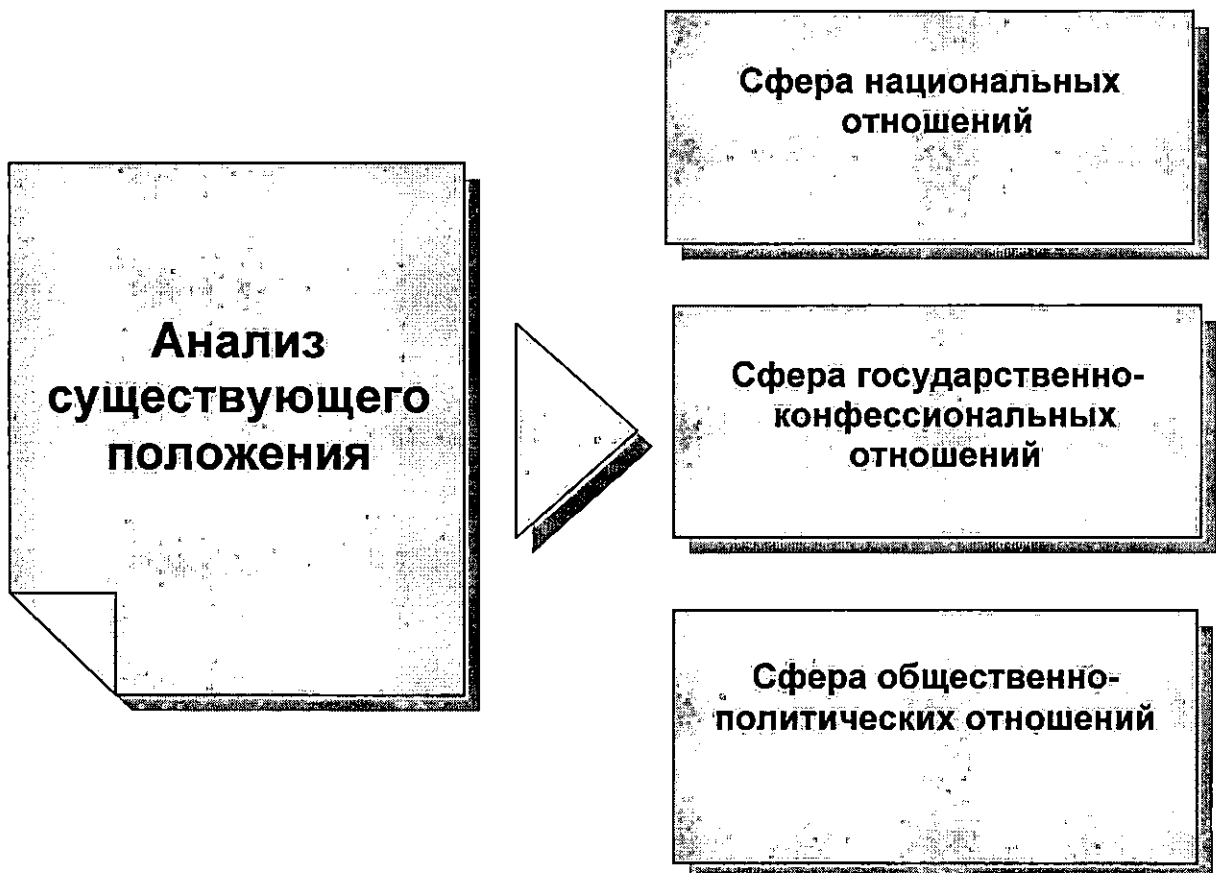 Анализ
существующего
положения
Сфера национальных
отношений
Сфера государственно-
конфессиональных
отношений
Сфера общественно-
политических отношений